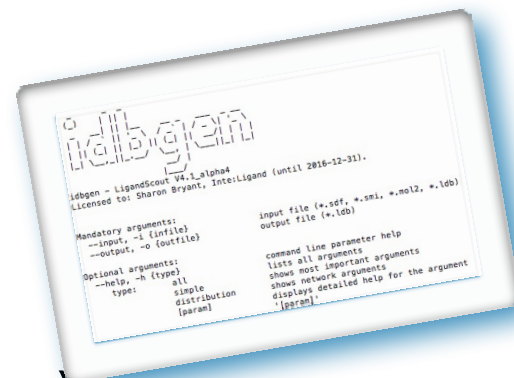 idbgen
idbgen - LigandScout V4.1_alpha4
Licensed to: Sharon Bryant, Inte:Ligand (until 2016-12-31).
Mandatory arguments:
--input, -i {infile} input file (*.sdf, *.smi, *.mol2, *.ldb)
--output, -o {outfile} output file (*.ldb)
Optional arguments:
--help, -h {type} command line parameter help
type: all lists all arguments
simple shows most important arguments
distribution shows network arguments
[param] displays detailed help for the argument
'[param]'